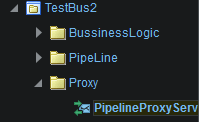 TestBus2
BussinessLogic
PipeLine
Proxy
PipelineProxyServ